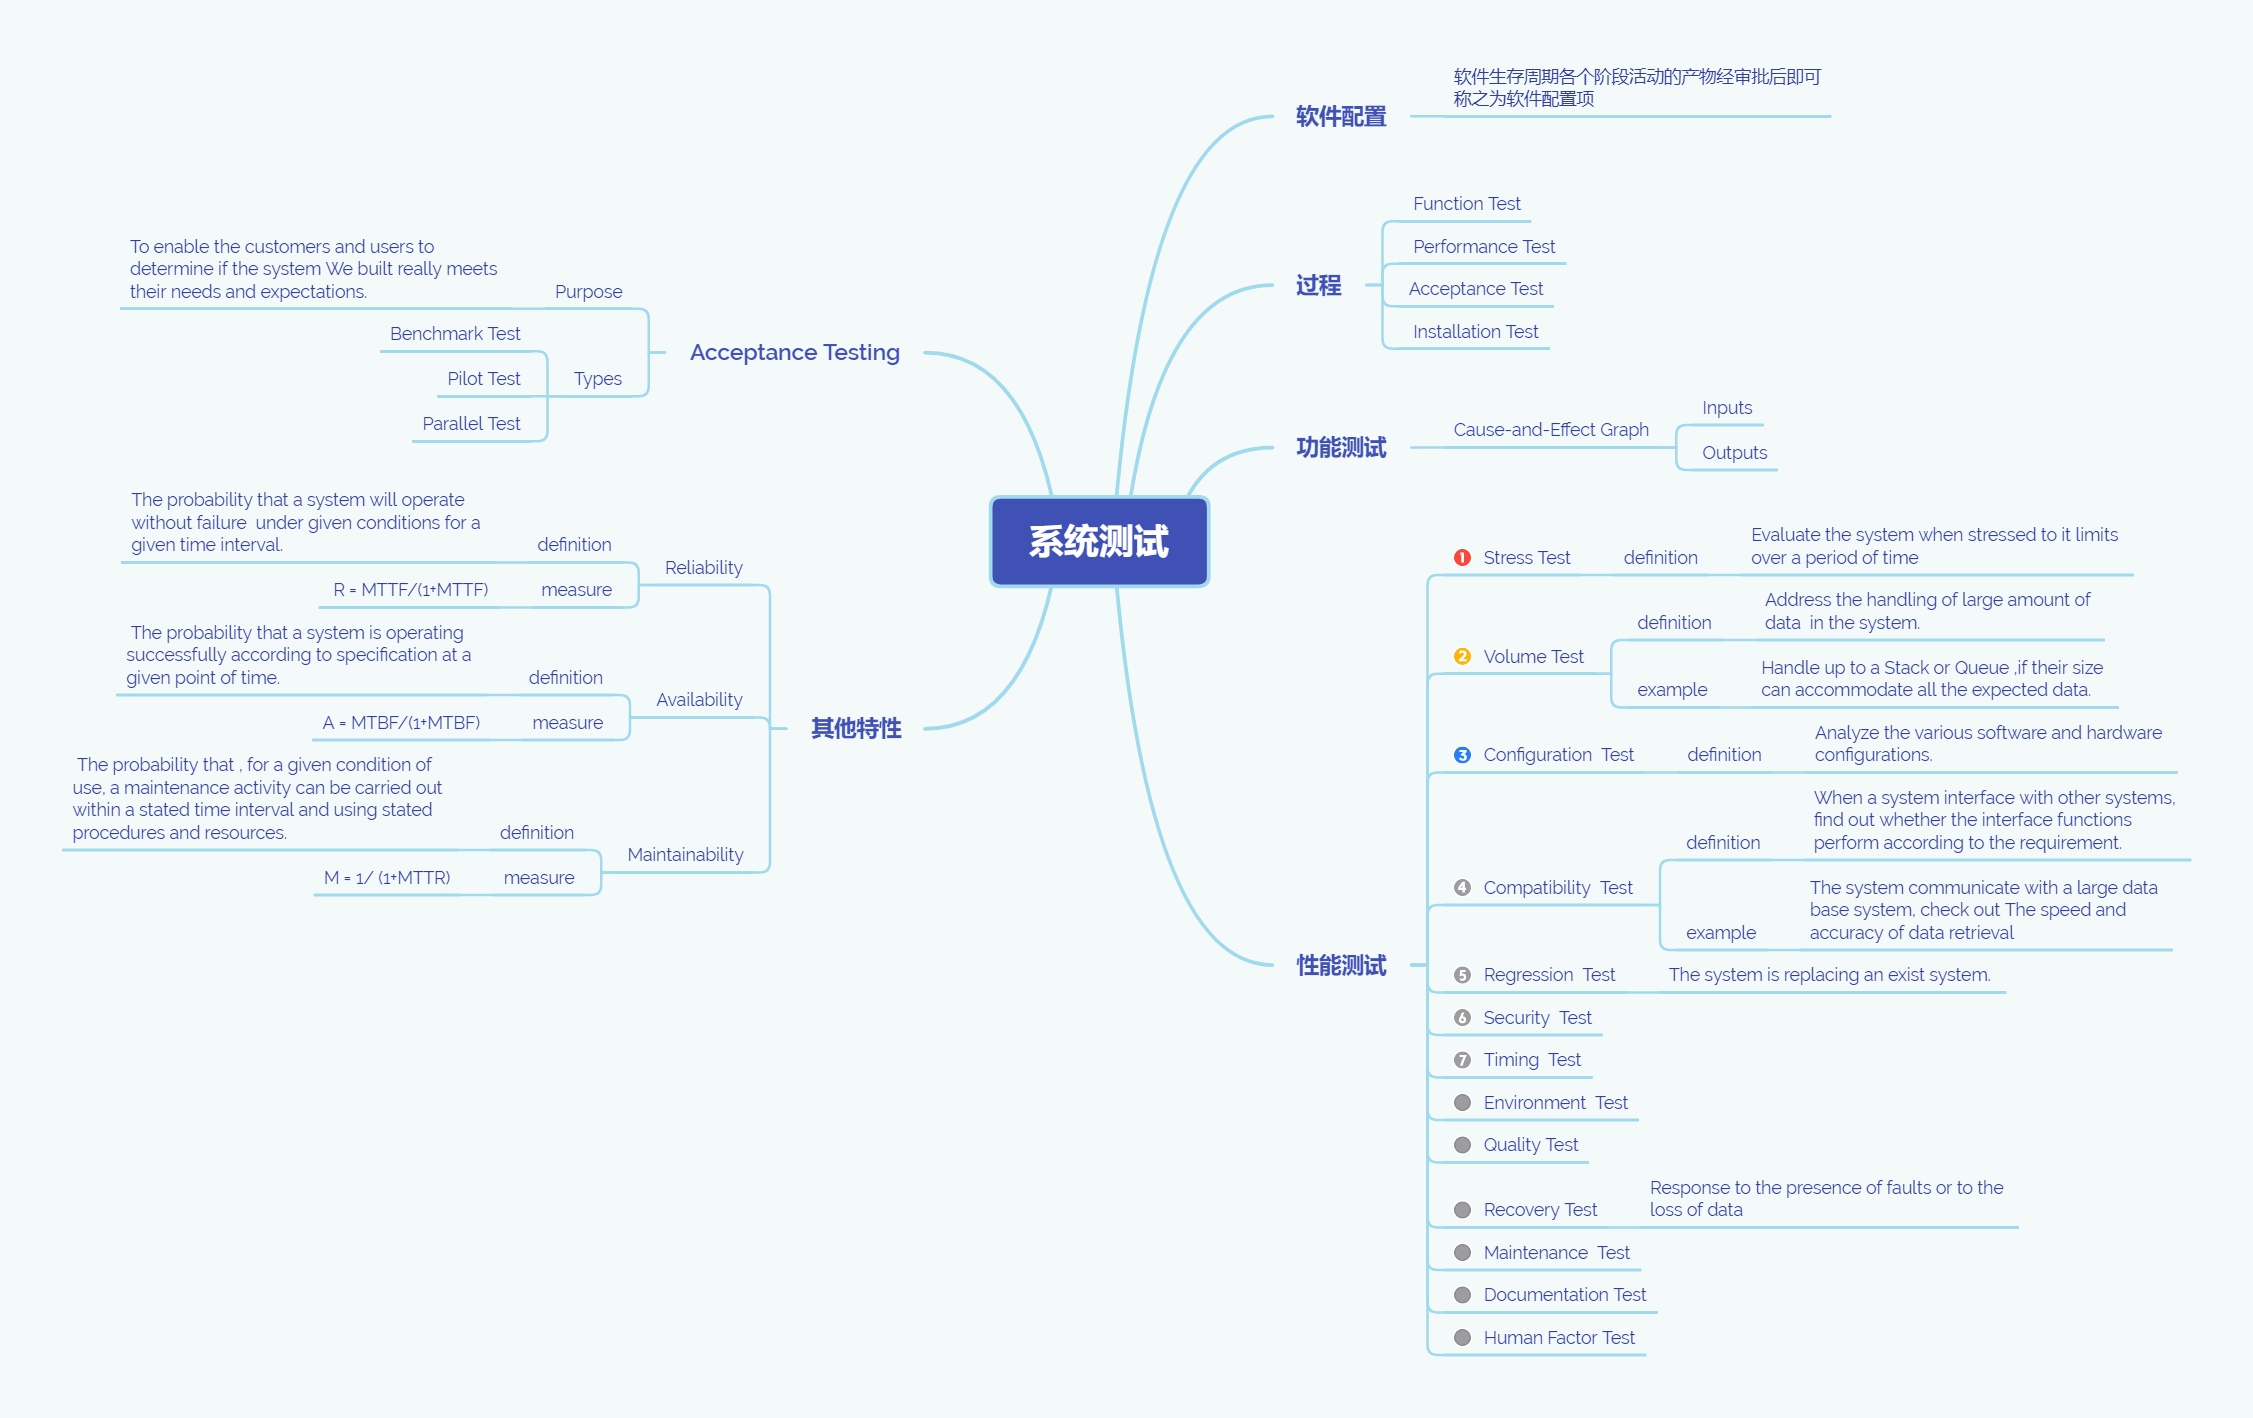 系统测试
软件配置
软件生存周期各个阶段活动的产物经审批后即可
称之为软件配置项
过程
Function Test
Performance Test
Acceptance Test
Installation Test
功能测试
Cause-and-Effect Graph
Inputs
Outputs
性能测试
1 Stress Test
definition
Evaluate the system when stressed to it limits
over a period of time
2 Volume Test
definition
Address the handling of large amount of
data  in the system.
example
Handle up to a Stack or Queue ,if their size
can accommodate all the expected data.
3 Configuration  Test
definition
Analyze the various software and hardware
configurations.
4 Compatibility  Test
definition
When a system interface with other systems,
find out whether the interface functions
perform according to the requirement.
example
The system communicate with a large data
base system, check out The speed and
accuracy of data retrieval
5 Regression  Test
The system is replacing an exist system.
6 Security  Test
7 Timing  Test
Environment  Test
Quality Test
Recovery Test
Response to the presence of faults or to the
loss of data
Maintenance  Test
Documentation Test
Human Factor Test
Acceptance Testing
Purpose
To enable the customers and users to
determine if the system We built really meets
their needs and expectations.
Types
Benchmark Test
Pilot Test
Parallel Test
其他特性
Reliability
definition
The probability that a system will operate
without failure  under given conditions for a
given time interval.
measure
R = MTTF/(1+MTTF)
Availability
definition
The probability that a system is operating
successfully according to specification at a
given point of time.
measure
A = MTBF/(1+MTBF)
Maintainability
definition
The probability that , for a given condition of
use, a maintenance activity can be carried out
within a stated time interval and using stated
procedures and resources.
measure
M = 1/ (1+MTTR)